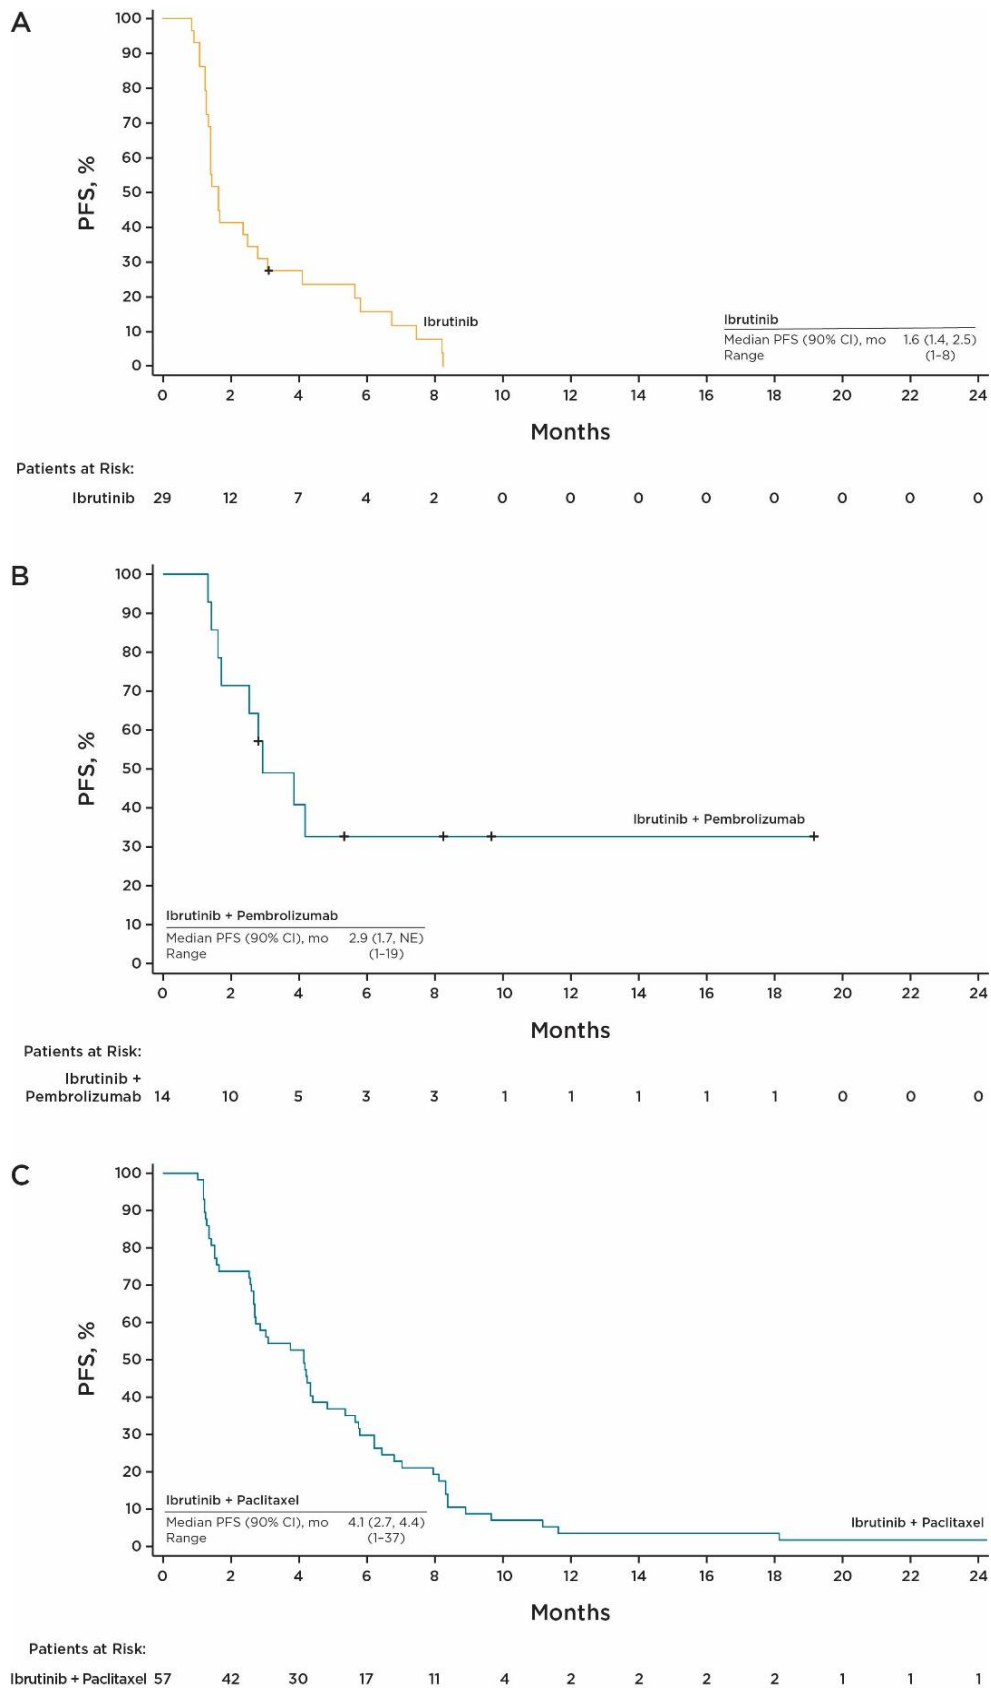 A
PFS, %
100
90
80
70
60
50
40
30
20
10
0
Ibrutinib
Ibrutinib
Median PFS (90% CI), mo 1.6 (1.4, 2.5)
Range (1–8)
0 2 4 6 8 10 12 14 16 18 20 22 24
Months
Patients at Risk:
Ibrutinib 29 12 7 4 2 0 0 0 0 0 0 0 0
B
PFS, %
100
90
80
70
60
50
40
30
20
10
0
Ibrutinib + Pembrolizumab
Ibrutinib + Pembrolizumab
Median PFS (90% CI), mo 2.9 (1.7, NE)
Range (1–19)
0 2 4 6 8 10 12 14 16 18 20 22 24
Months
Patients at Risk:
Ibrutinib +
Pembrolizumab 14 10 5 3 3 1 1 1 1 1 0 0 0
C
PFS, %
100
90
80
70
60
50
40
30
20
10
0
Ibrutinib + Paclitaxel
Median PFS (90% CI), mo 4.1 (2.7, 4.4)
Range (1–37)
Ibrutinib + Paclitaxel
0 2 4 6 8 10 12 14 16 18 20 22 24
Months
Patients at Risk:
Ibrutinib + Paclitaxel 57 42 30 17 11 4 2 2 2 2 1 1 1